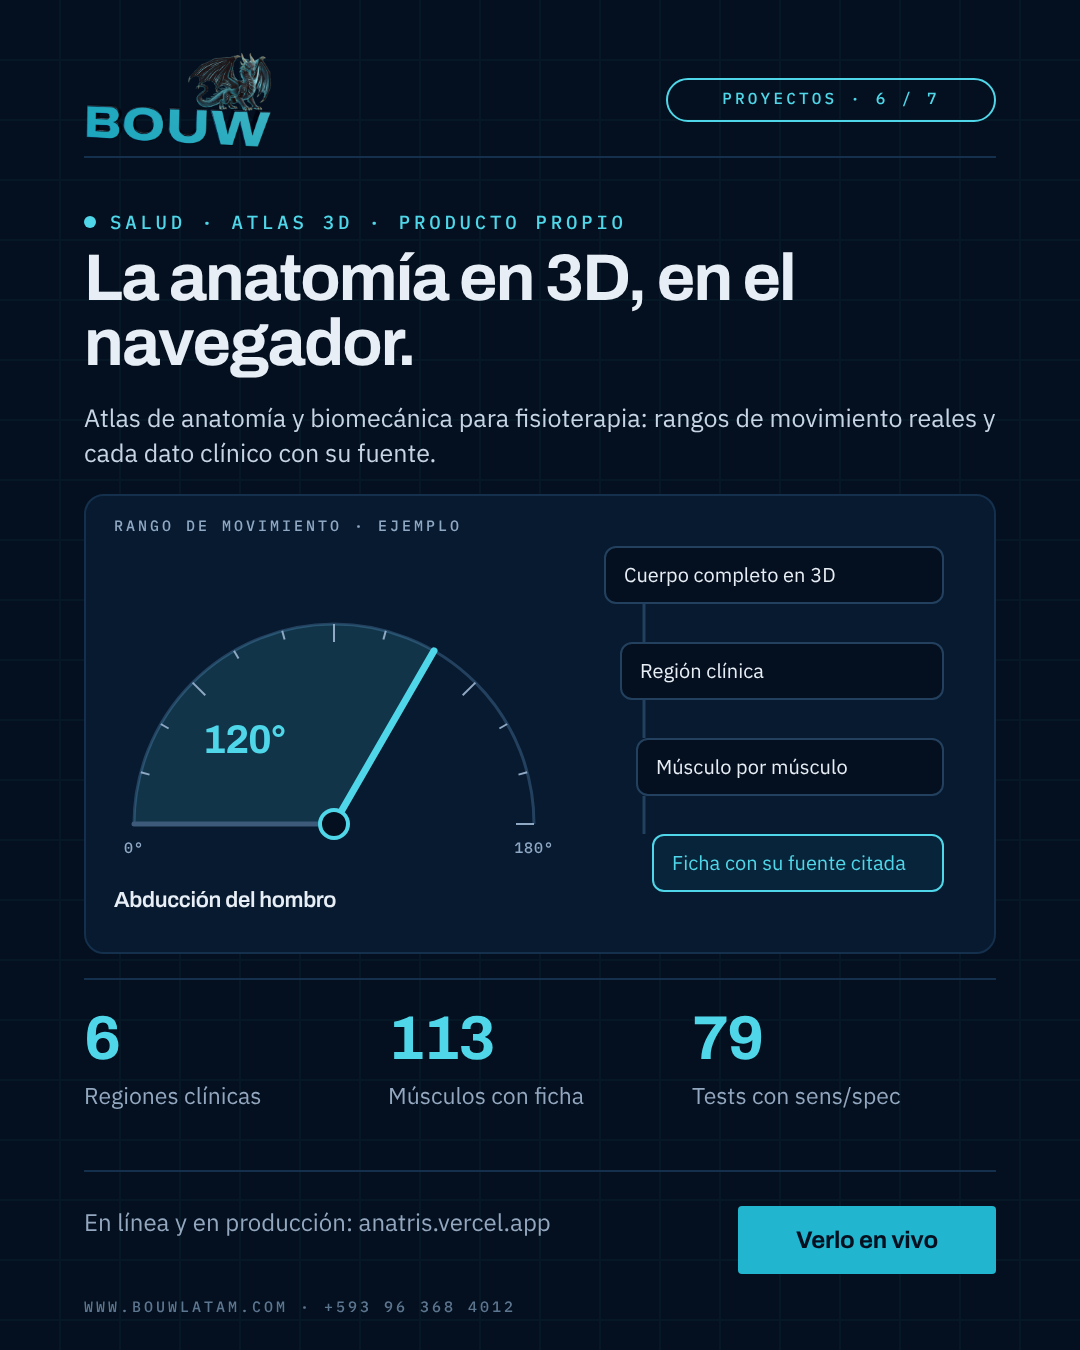 BOUW
PROYECTOS · 6 / 7
SALUD · ATLAS 3D · PRODUCTO PROPIO
La anatomía en 3D, en el
navegador.
Atlas de anatomía y biomecánica para fisioterapia: rangos de movimiento reales y
cada dato clínico con su fuente.
RANGO DE MOVIMIENTO · EJEMPLO
120°
0°
180°
Abducción del hombro
Cuerpo completo en 3D
Región clínica
Músculo por músculo
Ficha con su fuente citada
6
Regiones clínicas
113
Músculos con ficha
79
Tests con sens/spec
En línea y en producción: anatris.vercel.app
Verlo en vivo
WWW.BOUWLATAM.COM · +593 96 368 4012